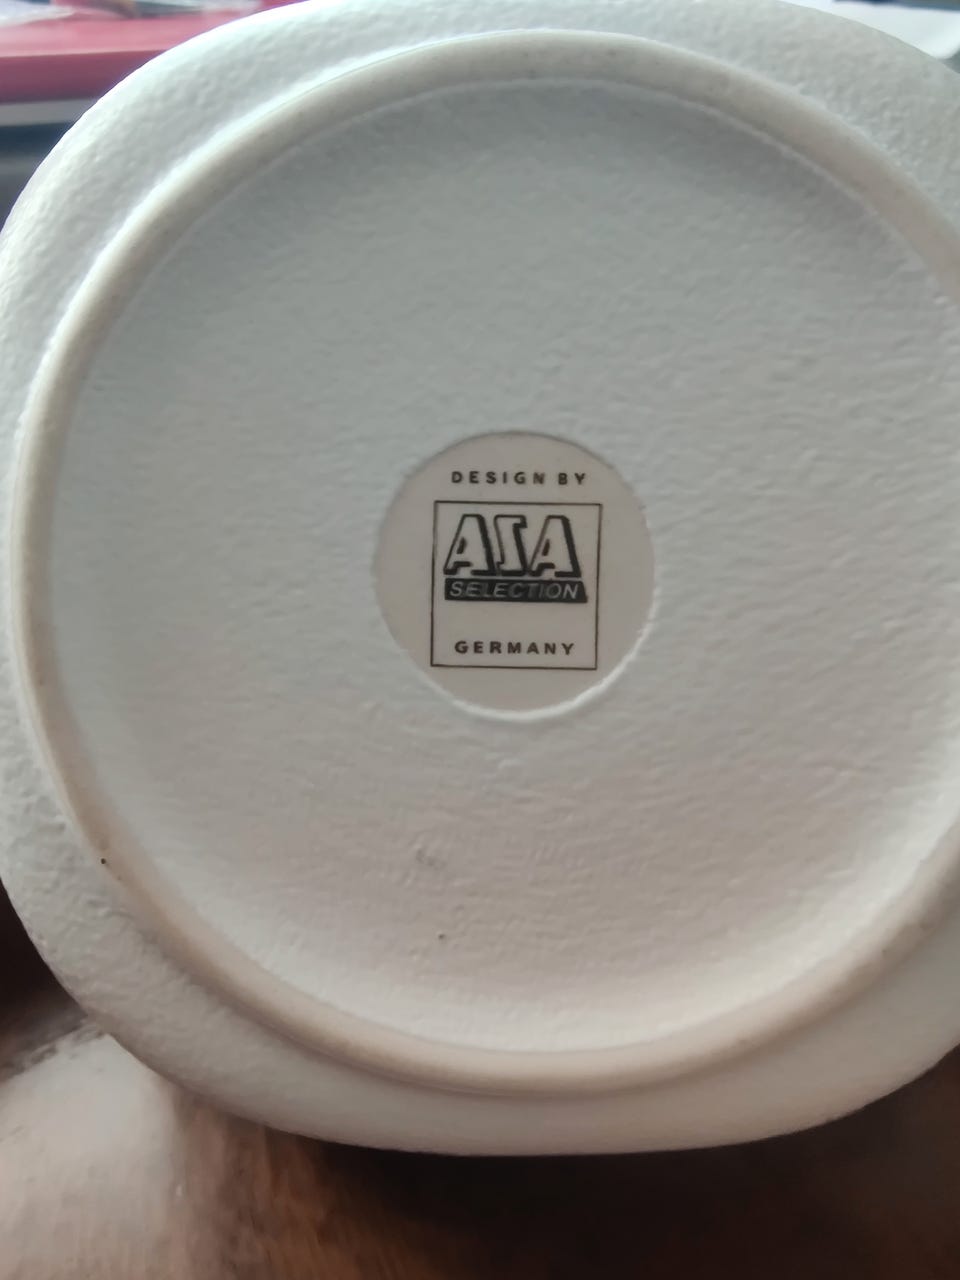 DESIGN BY
ASA
SELECTION
GERMANY